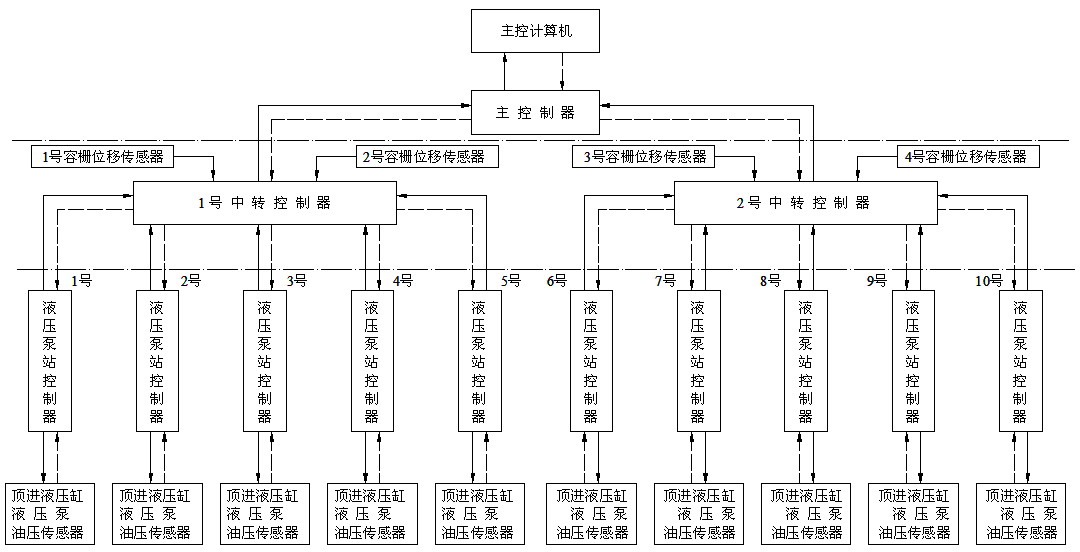 主控计算机
主控制器
1号容栅位移传感器
2号容栅位移传感器
3号容栅位移传感器
4号容栅位移传感器
1号中转控制器
2号中转控制器
1号
2号
3号
4号
5号
6号
7号
8号
9号
10号
液压泵站控制器
液压泵站控制器
液压泵站控制器
液压泵站控制器
液压泵站控制器
液压泵站控制器
液压泵站控制器
液压泵站控制器
液压泵站控制器
液压泵站控制器
顶进液压缸
液压泵
油压传感器
顶进液压缸
液压泵
油压传感器
顶进液压缸
液压泵
油压传感器
顶进液压缸
液压泵
油压传感器
顶进液压缸
液压泵
油压传感器
顶进液压缸
液压泵
油压传感器
顶进液压缸
液压泵
油压传感器
顶进液压缸
液压泵
油压传感器
顶进液压缸
液压泵
油压传感器
顶进液压缸
液压泵
油压传感器